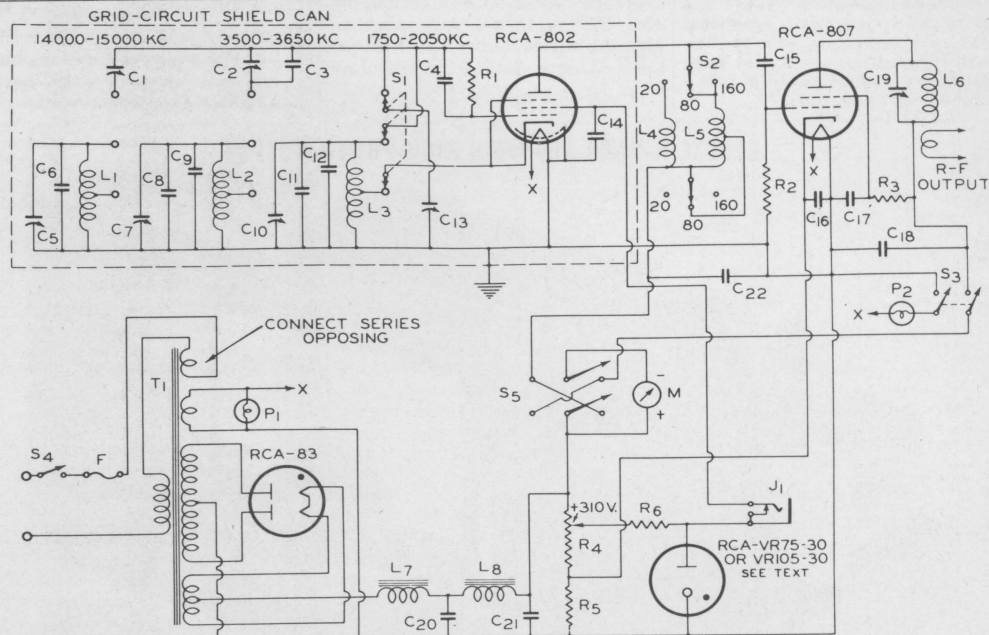 GRID-CIRCUIT SHIELD CAN
14000-15000 KC
3500-3650 KC
1750-2050 KC
RCA-802
RCA-807
C1
C2
C3
S1
C4
R1
C14
S2
20
80
160
L4
L5
20
80
160
C15
C19
L6
R-F
OUTPUT
R2
R3
X
X
C16
C17
C18
C6
L1
C5
C9
C8
L2
C7
C12
C11
L3
C10
C13
C22
S3
P2
X
CONNECT SERIES
OPPOSING
T1
X
P1
S5
-
M
+
S4
F
RCA-83
J1
+310V.
R6
R4
RCA-VR75-30
OR VR105-30
SEE TEXT
L7
L8
R5
C20
C21